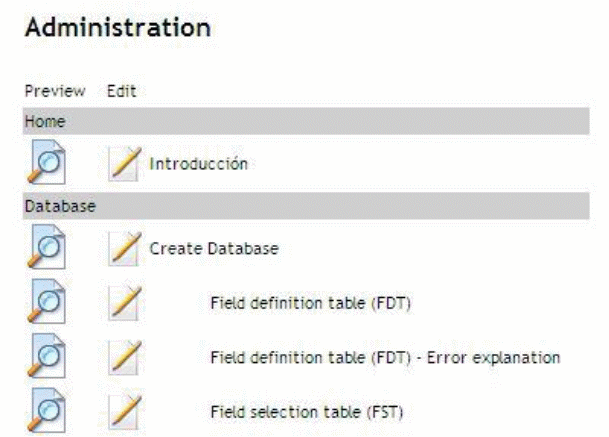 Administration
Preview Edit
Home
Introducción
Database
Create Database
Field definition table (FDT)
Field definition table (FDT) - Error explanation
Field selection table (FST)